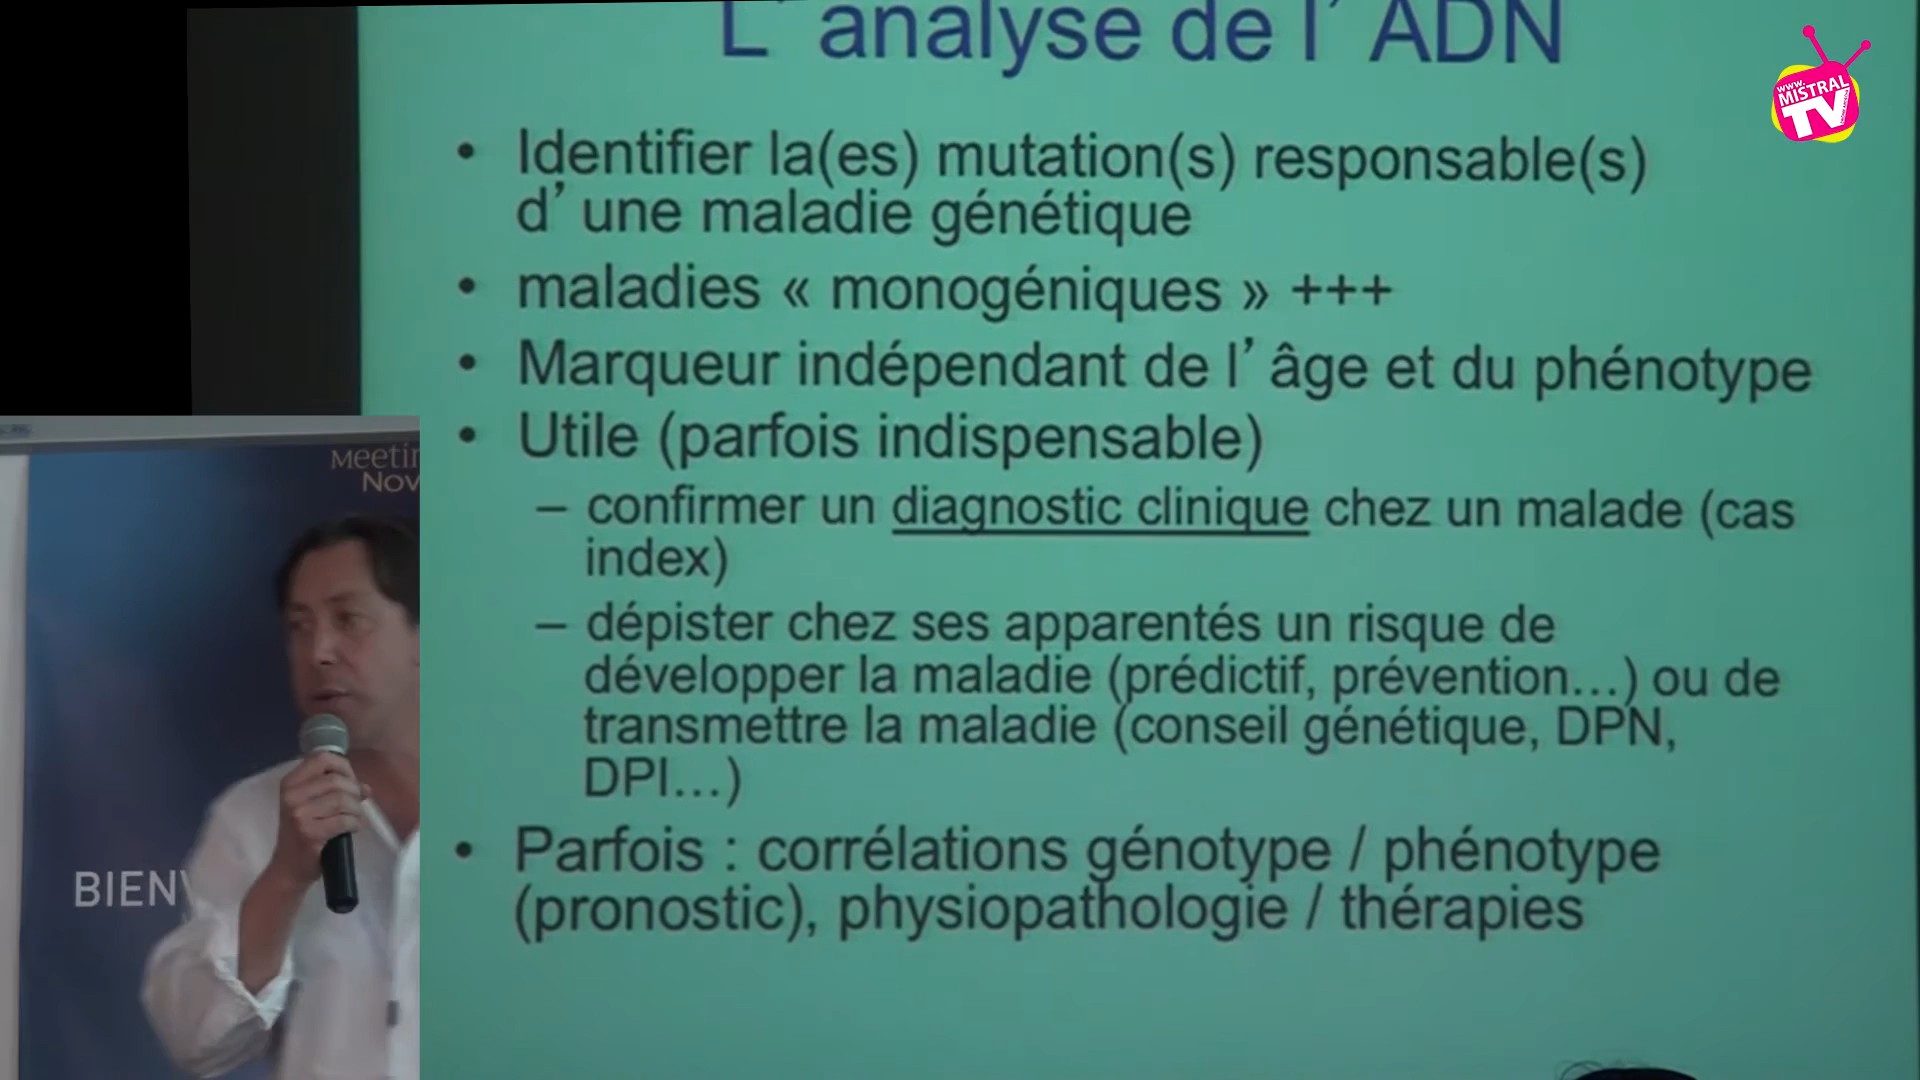 L’ analyse de l’ ADN
• Identifier la(es) mutation(s) responsable(s)
d’ une maladie génétique
• maladies « monogéniques » +++
• Marqueur indépendant de l’ âge et du phénotype
• Utile (parfois indispensable)
– confirmer un diagnostic clinique chez un malade (cas
index)
– dépister chez ses apparentés un risque de
développer la maladie (prédictif, prévention…) ou de
transmettre la maladie (conseil génétique, DPN,
DPI…)
• Parfois : corrélations génotype / phénotype
(pronostic), physiopathologie / thérapies
www.
MISTRAL
TV
Meetin
Nov
BIENV